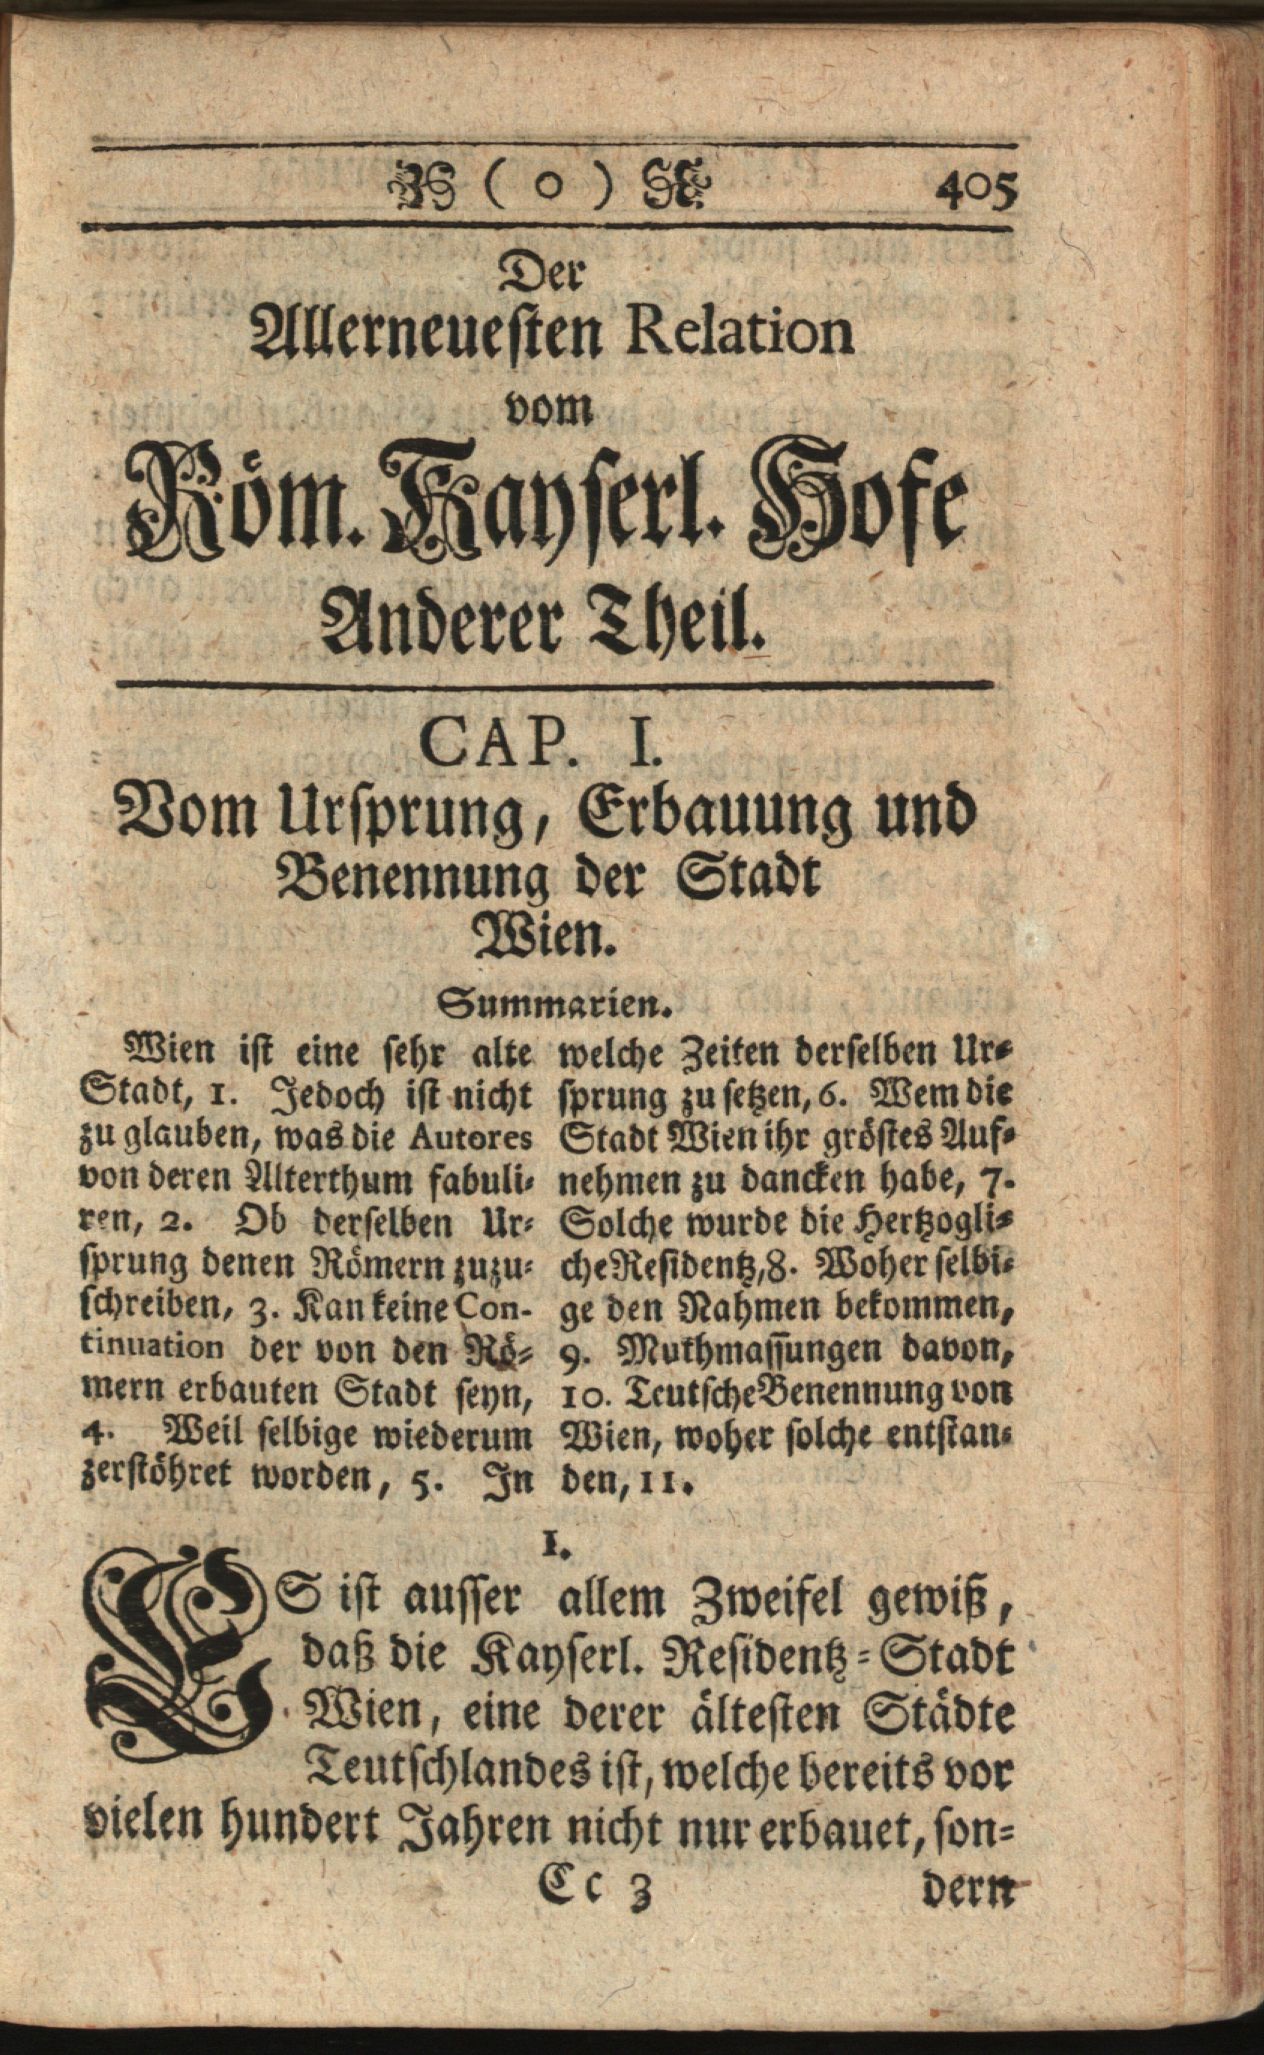 ( o ) 405
Der
Allerneuesten Relation
vom
Röm. Kayserl. Hofe
Anderer Theil.
CAP. I.
Vom Ursprung, Erbauung und
Benennung der Stadt
Wien.
Summarien.
Wien ist eine sehr alte
Stadt, 1. Jedoch ist nicht
zu glauben, was die Autores
von deren Alterthum fabuli-
ren, 2. Ob derselben Ur-
sprung denen Römern zuzu-
schreiben, 3. Kan keine Con-
tinuation der von den Rö-
mern erbauten Stadt seyn,
4. Weil selbige wiederum
zerstöhret worden, 5. In
welche Zeiten derselben Ur-
sprung zu setzen, 6. Wem die
Stadt Wien ihr gröstes Auf-
nehmen zu dancken habe, 7.
Solche wurde die Hertzogli-
che Residentz, 8. Woher selbi-
ge den Nahmen bekommen,
9. Muthmassungen davon,
10. Teutsche Benennung von
Wien, woher solche entstan-
den, 11.
1.
ES ist ausser allem Zweifel gewiß,
daß die Kayserl. Residentz-Stadt
Wien, eine derer ältesten Städte
Teutschlandes ist, welche bereits vor
vielen hundert Jahren nicht nur erbauet, son-
Cc 3 dern